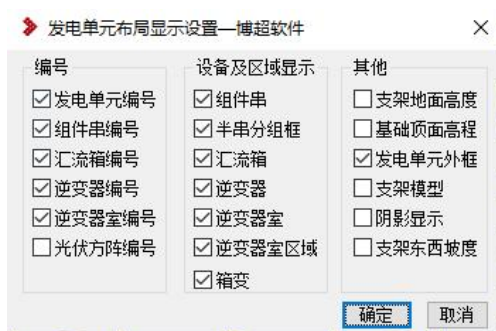 发电单元布局显示设置—博超软件
编号
发电单元编号
组件串编号
汇流箱编号
逆变器编号
逆变器室编号
光伏方阵编号
设备及区域显示
组件串
半串分组框
汇流箱
逆变器
逆变器室
逆变器室区域
箱变
其他
支架地面高度
基础顶面高程
发电单元外框
支架模型
阴影显示
支架东西坡度
确定
取消